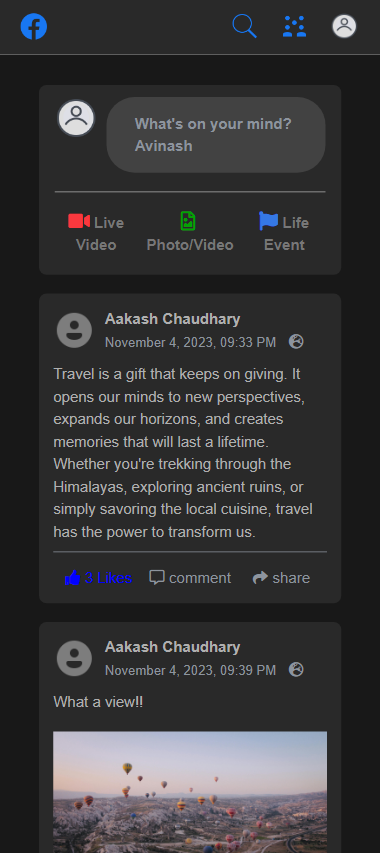 What's on your mind?
Avinash
Live
Video
Photo/Video
Life
Event
Aakash Chaudhary
November 4, 2023, 09:33 PM
Travel is a gift that keeps on giving. It
opens our minds to new perspectives,
expands our horizons, and creates
memories that will last a lifetime.
Whether you're trekking through the
Himalayas, exploring ancient ruins, or
simply savoring the local cuisine, travel
has the power to transform us.
3 Likes comment share
Aakash Chaudhary
November 4, 2023, 09:39 PM
What a view!!